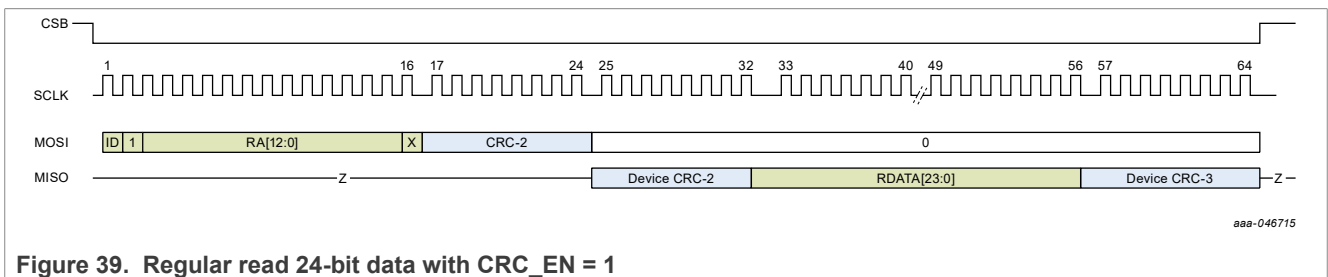 CSB
1 16 17 24 25 32 33 40 49 56 57 64
SCLK
MOSI ID 1 RA[12:0] X CRC-2 0
MISO Z Device CRC-2 RDATA[23:0] Device CRC-3 Z
aaa-046715
Figure 39. Regular read 24-bit data with CRC_EN = 1